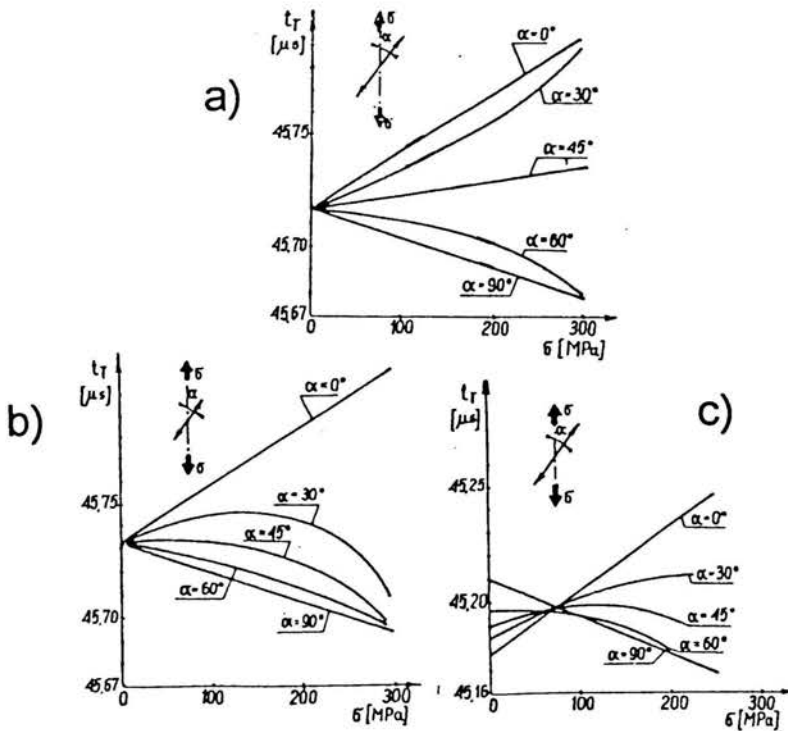 a)
t_T
[μs]
σ
α
σ
α=0°
α=30°
α=45°
α=60°
α=90°
45,75
45,70
45,67
0
100
200
300
б [MPa]
b)
t_T
[μs]
σ
α
σ
α=0°
α=30°
α=45°
α=60°
α=90°
45,75
45,70
45,67
0
100
200
300
б [MPa]
c)
t_T
[μs]
σ
α
σ
α=0°
α=30°
α=45°
α=60°
α=90°
45,25
45,20
45,16
0
100
200
300
б [MPa]